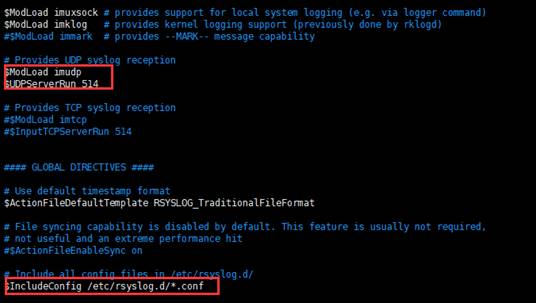 $ModLoad imuxsock # provides support for local system logging (e.g. via logger command)
$ModLoad imklog   # provides kernel logging support (previously done by rklogd)
#$ModLoad immark  # provides --MARK-- message capability
# Provides UDP syslog reception
$ModLoad imudp
$UDPServerRun 514
# Provides TCP syslog reception
#$ModLoad imtcp
#$InputTCPServerRun 514
#### GLOBAL DIRECTIVES ####
# Use default timestamp format
$ActionFileDefaultTemplate RSYSLOG_TraditionalFileFormat
# File syncing capability is disabled by default. This feature is usually not required,
# not useful and an extreme performance hit
#$ActionFileEnableSync on
# Include all config files in /etc/rsyslog.d/
$IncludeConfig /etc/rsyslog.d/*.conf